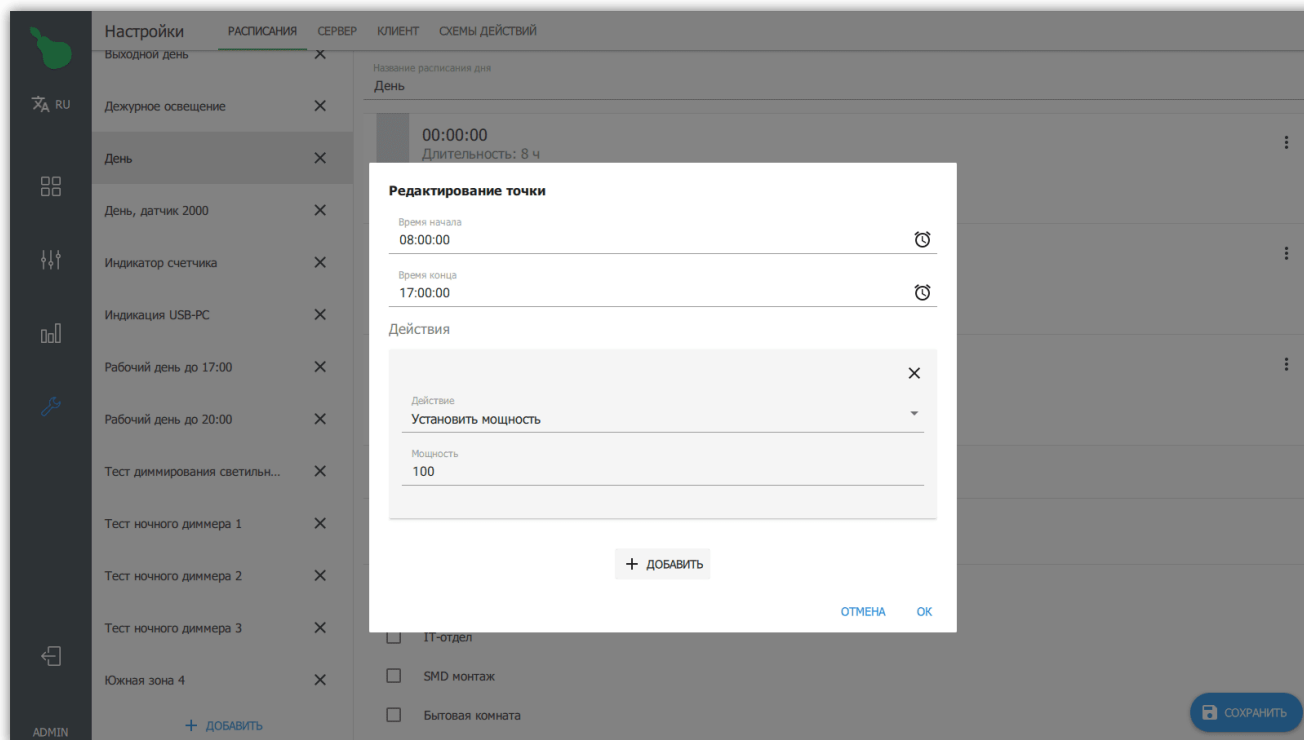 Настройки
РАСПИСАНИЯ
СЕРВЕР
КЛИЕНТ
СХЕМЫ ДЕЙСТВИЙ
RU
ADMIN
Выходной день
Дежурное освещение
День
День, датчик 2000
Индикатор счетчика
Индикация USB-PC
Рабочий день до 17:00
Рабочий день до 20:00
Тест диммирования светильн...
Тест ночного диммера 1
Тест ночного диммера 2
Тест ночного диммера 3
Южная зона 4
+ ДОБАВИТЬ
Название расписания дня
День
00:00:00
Длительность: 8 ч
Редактирование точки
Время начала
08:00:00
Время конца
17:00:00
Действия
Действие
Установить мощность
Мощность
100
+ ДОБАВИТЬ
ОТМЕНА
ОК
IT-отдел
SMD монтаж
Бытовая комната
СОХРАНИТЬ